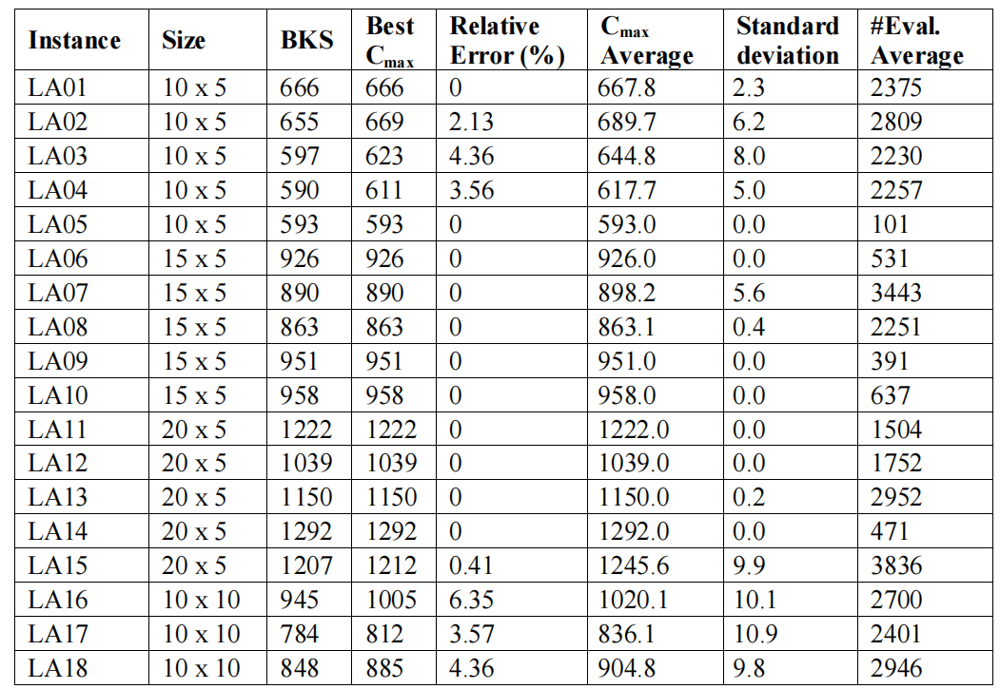 Instance Size BKS Best Cmax Relative Error (%) Cmax Average Standard deviation #Eval. Average
LA01 10 x 5 666 666 0 667.8 2.3 2375
LA02 10 x 5 655 669 2.13 689.7 6.2 2809
LA03 10 x 5 597 623 4.36 644.8 8.0 2230
LA04 10 x 5 590 611 3.56 617.7 5.0 2257
LA05 10 x 5 593 593 0 593.0 0.0 101
LA06 15 x 5 926 926 0 926.0 0.0 531
LA07 15 x 5 890 890 0 898.2 5.6 3443
LA08 15 x 5 863 863 0 863.1 0.4 2251
LA09 15 x 5 951 951 0 951.0 0.0 391
LA10 15 x 5 958 958 0 958.0 0.0 637
LA11 20 x 5 1222 1222 0 1222.0 0.0 1504
LA12 20 x 5 1039 1039 0 1039.0 0.0 1752
LA13 20 x 5 1150 1150 0 1150.0 0.2 2952
LA14 20 x 5 1292 1292 0 1292.0 0.0 471
LA15 20 x 5 1207 1212 0.41 1245.6 9.9 3836
LA16 10 x 10 945 1005 6.35 1020.1 10.1 2700
LA17 10 x 10 784 812 3.57 836.1 10.9 2401
LA18 10 x 10 848 885 4.36 904.8 9.8 2946